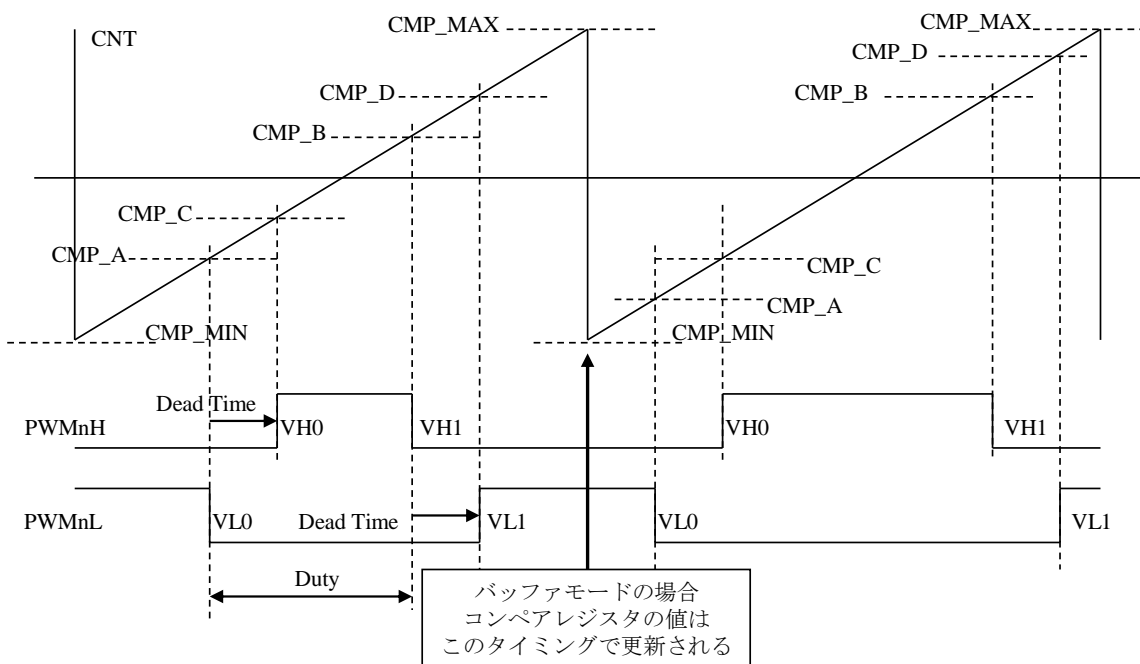 CNT
CMP_MAX
CMP_D
CMP_B
CMP_C
CMP_A
CMP_MIN
CMP_MAX
CMP_D
CMP_B
CMP_C
CMP_A
CMP_MIN
Dead Time
PWMnH
VH0
VH1
VH0
VH1
PWMnL
VL0
Dead Time
VL1
VL0
VL1
Duty
バッファモードの場合
コンペアレジスタの値は
このタイミングで更新される